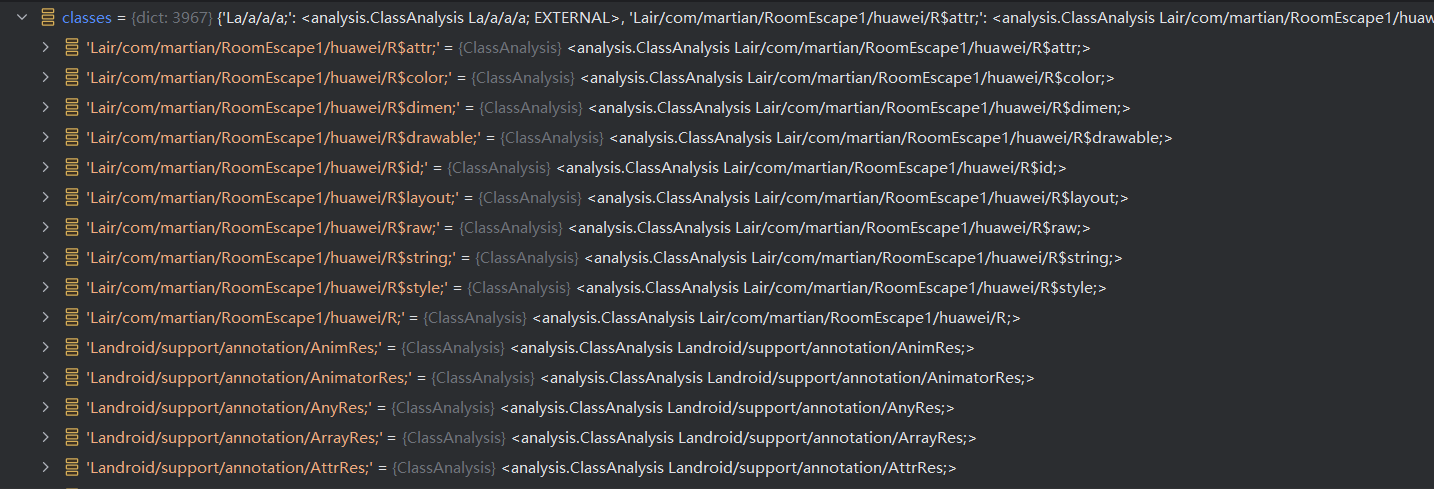 classes = {dict: 3967} {'La/a/a/a;': <analysis.ClassAnalysis La/a/a/a; EXTERNAL>, 'Lair/com/martian/RoomEscape1/huawei/R$attr;': <analysis.ClassAnalysis Lair/com/martian/RoomEscape1/huaw
'Lair/com/martian/RoomEscape1/huawei/R$attr;' = {ClassAnalysis} <analysis.ClassAnalysis Lair/com/martian/RoomEscape1/huawei/R$attr;>
'Lair/com/martian/RoomEscape1/huawei/R$color;' = {ClassAnalysis} <analysis.ClassAnalysis Lair/com/martian/RoomEscape1/huawei/R$color;>
'Lair/com/martian/RoomEscape1/huawei/R$dimen;' = {ClassAnalysis} <analysis.ClassAnalysis Lair/com/martian/RoomEscape1/huawei/R$dimen;>
'Lair/com/martian/RoomEscape1/huawei/R$drawable;' = {ClassAnalysis} <analysis.ClassAnalysis Lair/com/martian/RoomEscape1/huawei/R$drawable;>
'Lair/com/martian/RoomEscape1/huawei/R$id;' = {ClassAnalysis} <analysis.ClassAnalysis Lair/com/martian/RoomEscape1/huawei/R$id;>
'Lair/com/martian/RoomEscape1/huawei/R$layout;' = {ClassAnalysis} <analysis.ClassAnalysis Lair/com/martian/RoomEscape1/huawei/R$layout;>
'Lair/com/martian/RoomEscape1/huawei/R$raw;' = {ClassAnalysis} <analysis.ClassAnalysis Lair/com/martian/RoomEscape1/huawei/R$raw;>
'Lair/com/martian/RoomEscape1/huawei/R$string;' = {ClassAnalysis} <analysis.ClassAnalysis Lair/com/martian/RoomEscape1/huawei/R$string;>
'Lair/com/martian/RoomEscape1/huawei/R$style;' = {ClassAnalysis} <analysis.ClassAnalysis Lair/com/martian/RoomEscape1/huawei/R$style;>
'Lair/com/martian/RoomEscape1/huawei/R;' = {ClassAnalysis} <analysis.ClassAnalysis Lair/com/martian/RoomEscape1/huawei/R;>
'Landroid/support/annotation/AnimRes;' = {ClassAnalysis} <analysis.ClassAnalysis Landroid/support/annotation/AnimRes;>
'Landroid/support/annotation/AnimatorRes;' = {ClassAnalysis} <analysis.ClassAnalysis Landroid/support/annotation/AnimatorRes;>
'Landroid/support/annotation/AnyRes;' = {ClassAnalysis} <analysis.ClassAnalysis Landroid/support/annotation/AnyRes;>
'Landroid/support/annotation/ArrayRes;' = {ClassAnalysis} <analysis.ClassAnalysis Landroid/support/annotation/ArrayRes;>
'Landroid/support/annotation/AttrRes;' = {ClassAnalysis} <analysis.ClassAnalysis Landroid/support/annotation/AttrRes;>